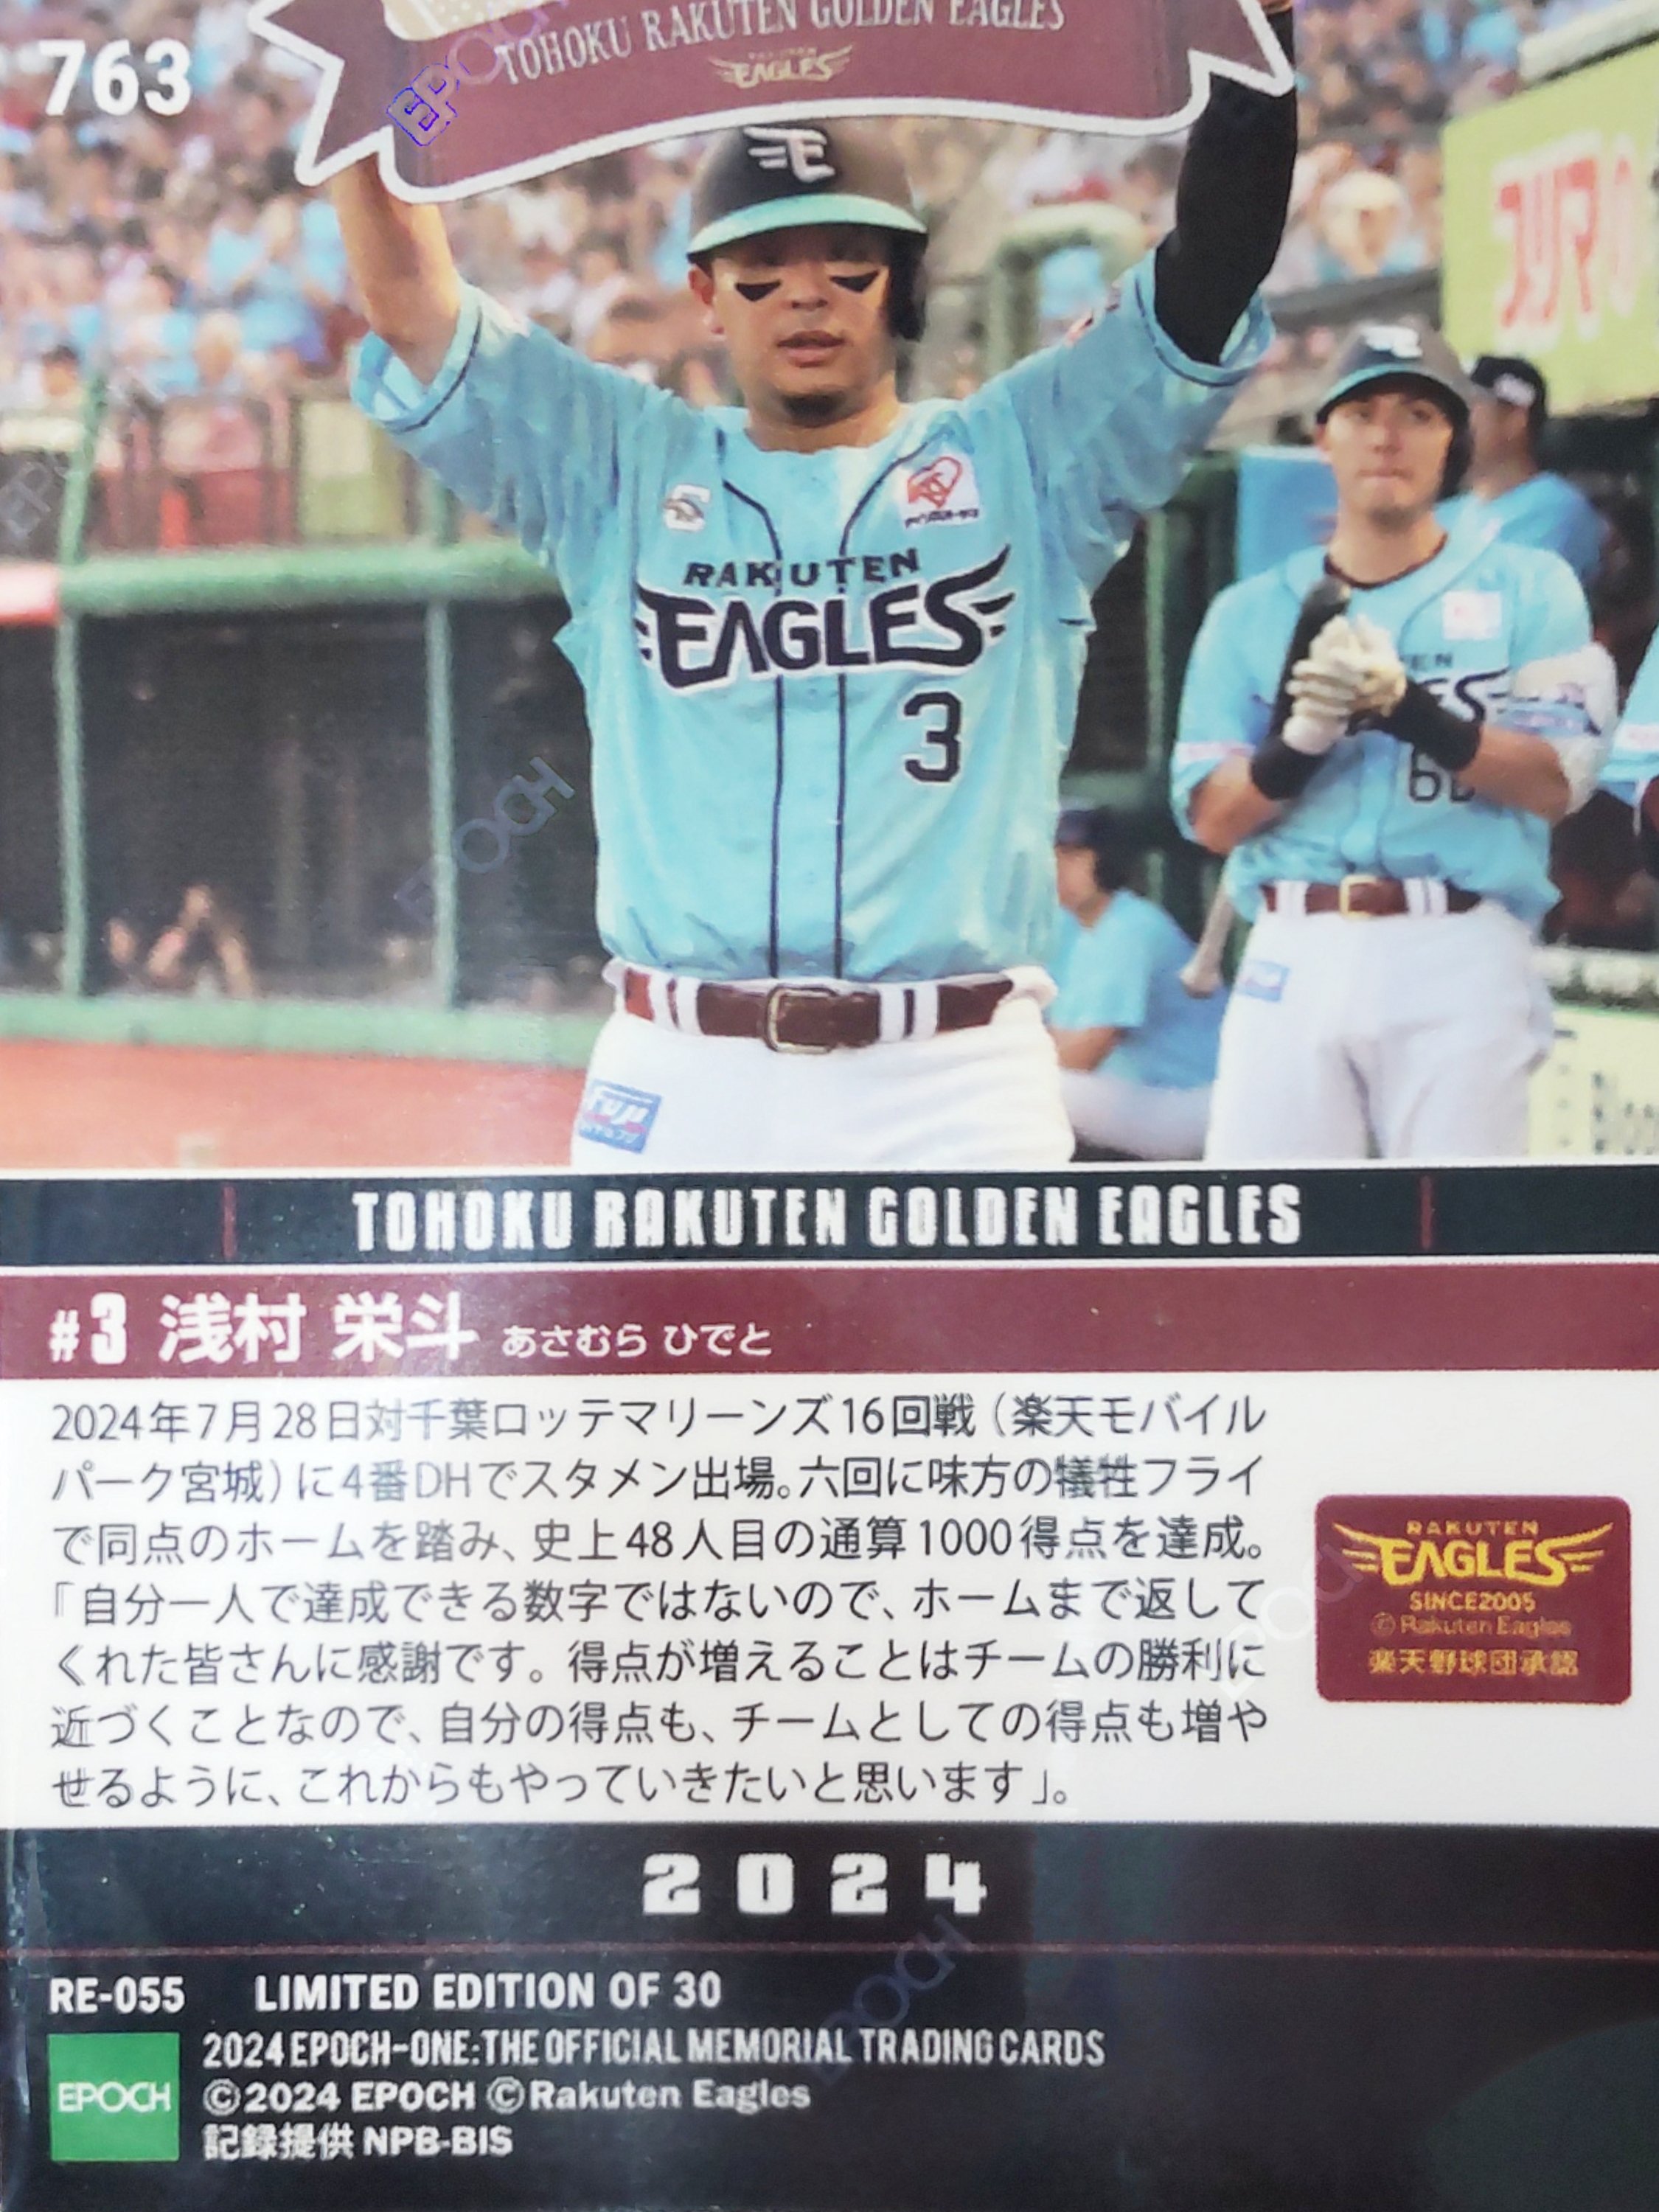 763
TOHOKU RAKUTEN GOLDEN EAGLES
EAGLES
フリマ
RAKUTEN
EAGLES
3
Fuji
TOHOKU RAKUTEN GOLDEN EAGLES
#3 浅村 栄斗 あさむら ひでと
2024年7月28日対千葉ロッテマリーンズ16回戦（楽天モバイル
パーク宮城）に4番DHでスタメン出場。六回に味方の犠牲フライ
で同点のホームを踏み、史上48人目の通算1000得点を達成。
「自分一人で達成できる数字ではないので、ホームまで返して
くれた皆さんに感謝です。得点が増えることはチームの勝利に
近づくことなので、自分の得点も、チームとしての得点も増や
せるように、これからもやっていきたいと思います」。
RAKUTEN
EAGLES
SINCE2005
© Rakuten Eagles
楽天野球団承認
2024
RE-055 LIMITED EDITION OF 30
2024 EPOCH-ONE:THE OFFICIAL MEMORIAL TRADING CARDS
EPOCH
©2024 EPOCH ©Rakuten Eagles
記録提供 NPB-BIS
EPOCH
EPOCH
EPOCH
EPOCH